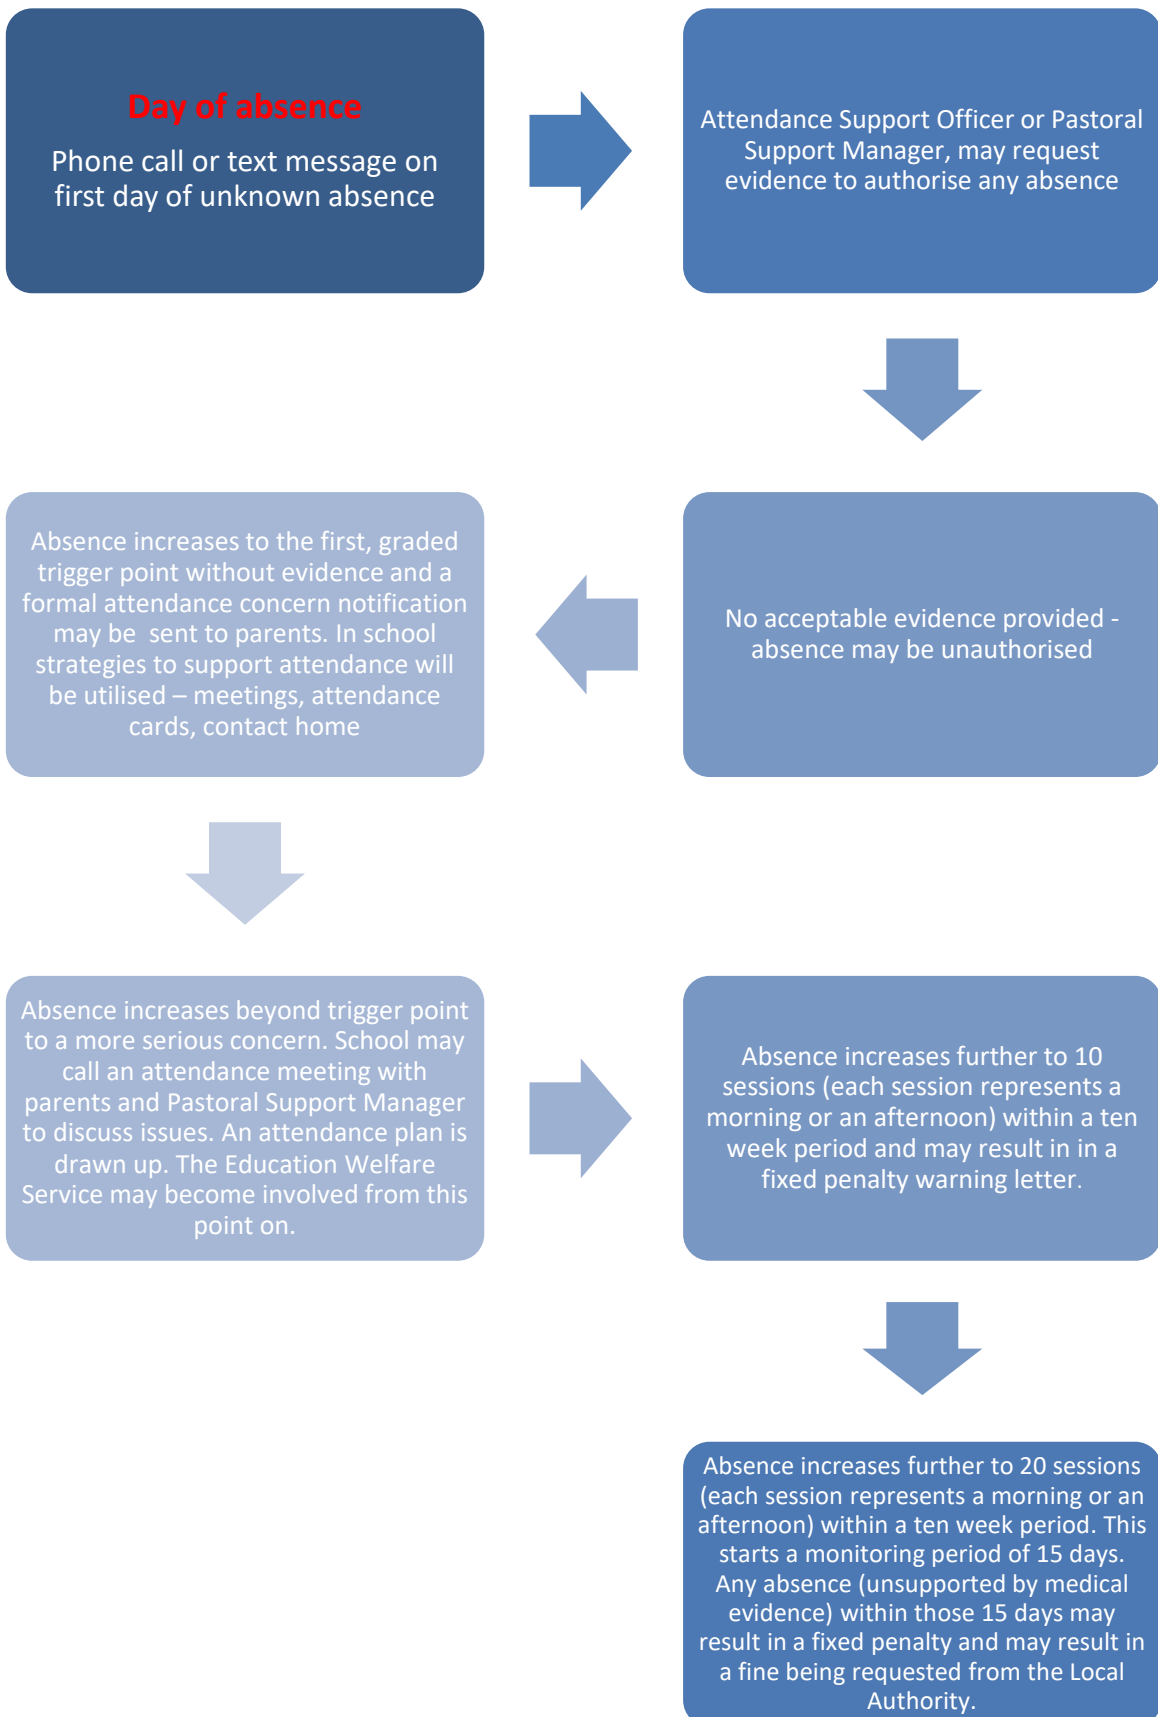 Day of absence
Phone call or text message on
first day of unknown absence
Attendance Support Officer or Pastoral
Support Manager, may request
evidence to authorise any absence
No acceptable evidence provided -
absence may be unauthorised
Absence increases to the first, graded
trigger point without evidence and a
formal attendance concern notification
may be  sent to parents. In school
strategies to support attendance will
be utilised – meetings, attendance
cards, contact home
Absence increases beyond trigger point
to a more serious concern. School may
call an attendance meeting with
parents and Pastoral Support Manager
to discuss issues. An attendance plan is
drawn up. The Education Welfare
Service may become involved from this
point on.
Absence increases further to 10
sessions (each session represents a
morning or an afternoon) within a ten
week period and may result in in a
fixed penalty warning letter.
Absence increases further to 20 sessions
(each session represents a morning or an
afternoon) within a ten week period. This
starts a monitoring period of 15 days.
Any absence (unsupported by medical
evidence) within those 15 days may
result in a fixed penalty and may result in
a fine being requested from the Local
Authority.